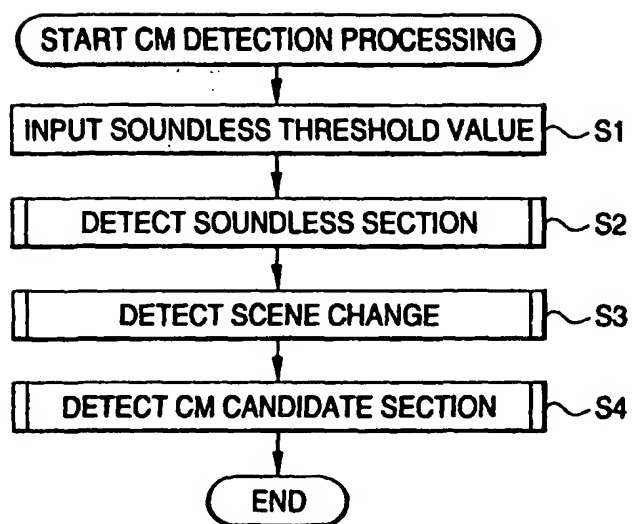 START CM DETECTION PROCESSING
INPUT SOUNDLESS THRESHOLD VALUE S1
DETECT SOUNDLESS SECTION S2
DETECT SCENE CHANGE S3
DETECT CM CANDIDATE SECTION S4
END